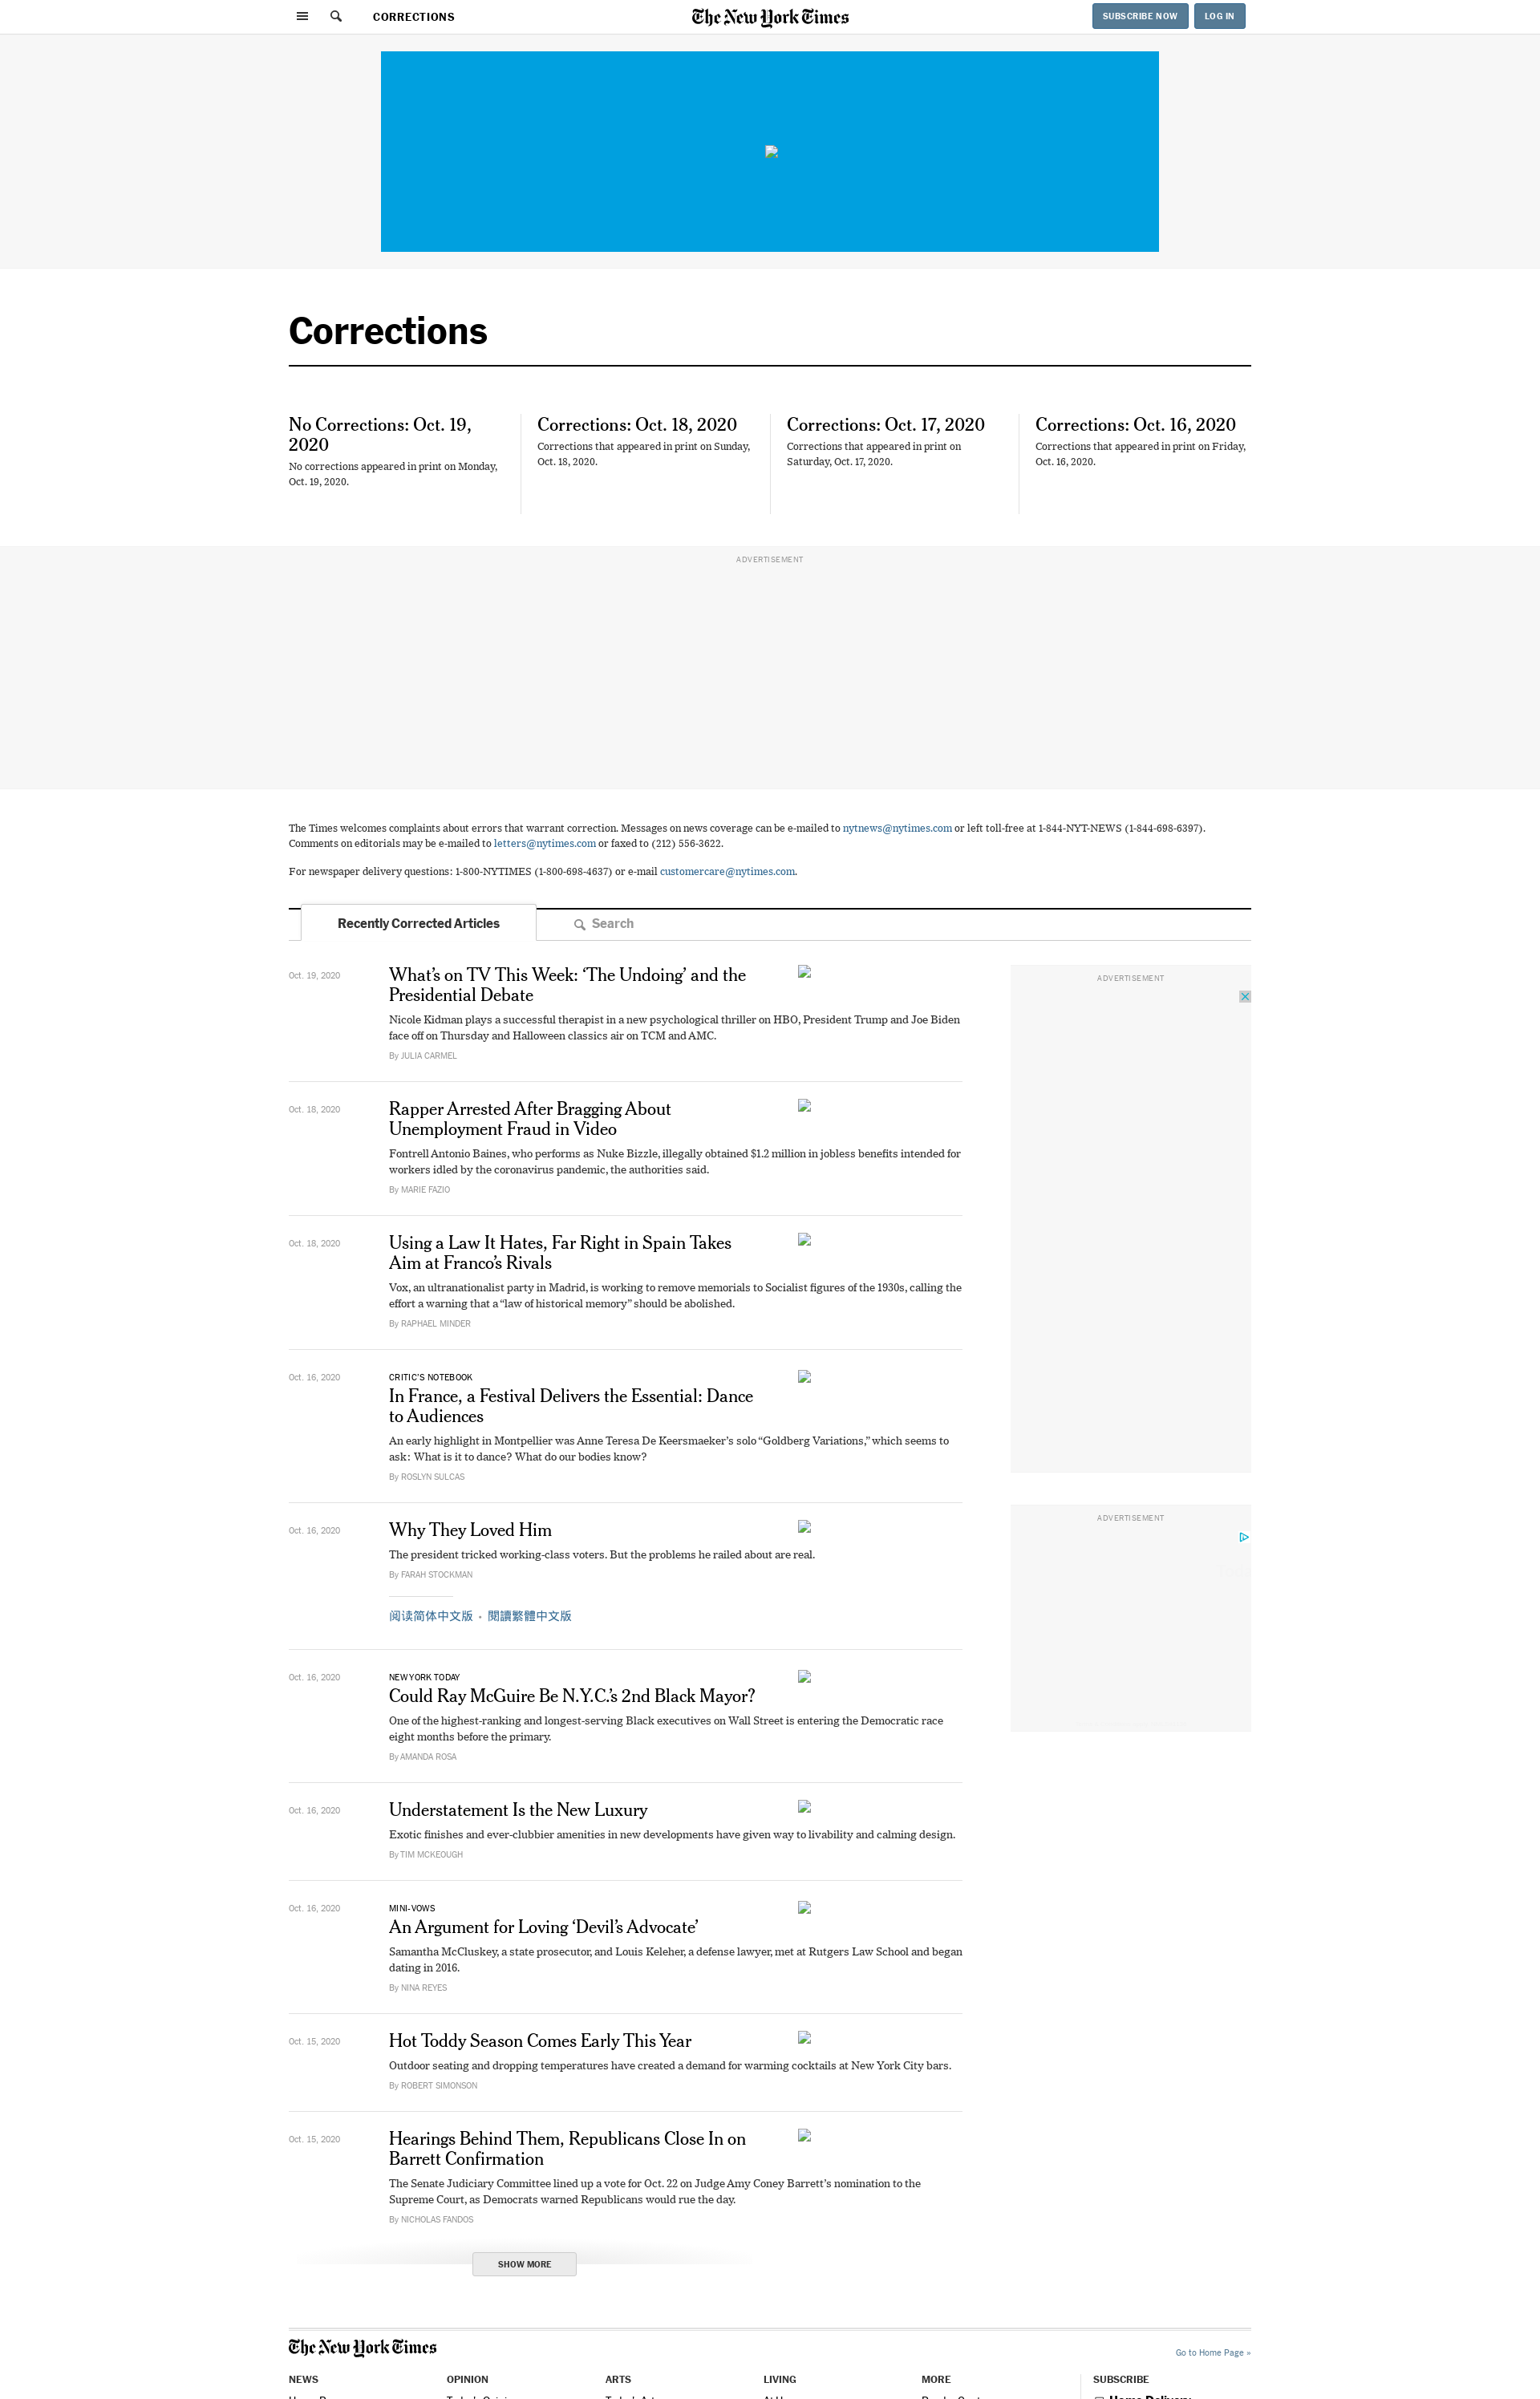 CORRECTIONS
The New York Times
SUBSCRIBE NOW
LOG IN
Corrections
No Corrections: Oct. 19,
2020
No corrections appeared in print on Monday,
Oct. 19, 2020.
Corrections: Oct. 18, 2020
Corrections that appeared in print on Sunday,
Oct. 18, 2020.
Corrections: Oct. 17, 2020
Corrections that appeared in print on
Saturday, Oct. 17, 2020.
Corrections: Oct. 16, 2020
Corrections that appeared in print on Friday,
Oct. 16, 2020.
ADVERTISEMENT
The Times welcomes complaints about errors that warrant correction. Messages on news coverage can be e-mailed to nytnews@nytimes.com or left toll-free at 1-844-NYT-NEWS (1-844-698-6397).
Comments on editorials may be e-mailed to letters@nytimes.com or faxed to (212) 556-3622.
For newspaper delivery questions: 1-800-NYTIMES (1-800-698-4637) or e-mail customercare@nytimes.com.
Recently Corrected Articles
Search
Oct. 19, 2020
What’s on TV This Week: ‘The Undoing’ and the
Presidential Debate
Nicole Kidman plays a successful therapist in a new psychological thriller on HBO, President Trump and Joe Biden
face off on Thursday and Halloween classics air on TCM and AMC.
By JULIA CARMEL
ADVERTISEMENT
Oct. 18, 2020
Rapper Arrested After Bragging About
Unemployment Fraud in Video
Fontrell Antonio Baines, who performs as Nuke Bizzle, illegally obtained $1.2 million in jobless benefits intended for
workers idled by the coronavirus pandemic, the authorities said.
By MARIE FAZIO
Oct. 18, 2020
Using a Law It Hates, Far Right in Spain Takes
Aim at Franco’s Rivals
Vox, an ultranationalist party in Madrid, is working to remove memorials to Socialist figures of the 1930s, calling the
effort a warning that a “law of historical memory” should be abolished.
By RAPHAEL MINDER
Oct. 16, 2020
CRITIC’S NOTEBOOK
In France, a Festival Delivers the Essential: Dance
to Audiences
An early highlight in Montpellier was Anne Teresa De Keersmaeker’s solo “Goldberg Variations,” which seems to
ask: What is it to dance? What do our bodies know?
By ROSLYN SULCAS
Oct. 16, 2020
Why They Loved Him
The president tricked working-class voters. But the problems he railed about are real.
By FARAH STOCKMAN
阅读简体中文版 • 閱讀繁體中文版
ADVERTISEMENT
Oct. 16, 2020
NEW YORK TODAY
Could Ray McGuire Be N.Y.C.’s 2nd Black Mayor?
One of the highest-ranking and longest-serving Black executives on Wall Street is entering the Democratic race
eight months before the primary.
By AMANDA ROSA
Oct. 16, 2020
Understatement Is the New Luxury
Exotic finishes and ever-clubbier amenities in new developments have given way to livability and calming design.
By TIM MCKEOUGH
Oct. 16, 2020
MINI-VOWS
An Argument for Loving ‘Devil’s Advocate’
Samantha McCluskey, a state prosecutor, and Louis Keleher, a defense lawyer, met at Rutgers Law School and began
dating in 2016.
By NINA REYES
Oct. 15, 2020
Hot Toddy Season Comes Early This Year
Outdoor seating and dropping temperatures have created a demand for warming cocktails at New York City bars.
By ROBERT SIMONSON
Oct. 15, 2020
Hearings Behind Them, Republicans Close In on
Barrett Confirmation
The Senate Judiciary Committee lined up a vote for Oct. 22 on Judge Amy Coney Barrett’s nomination to the
Supreme Court, as Democrats warned Republicans would rue the day.
By NICHOLAS FANDOS
SHOW MORE
The New York Times
Go to Home Page »
NEWS
OPINION
ARTS
LIVING
MORE
SUBSCRIBE